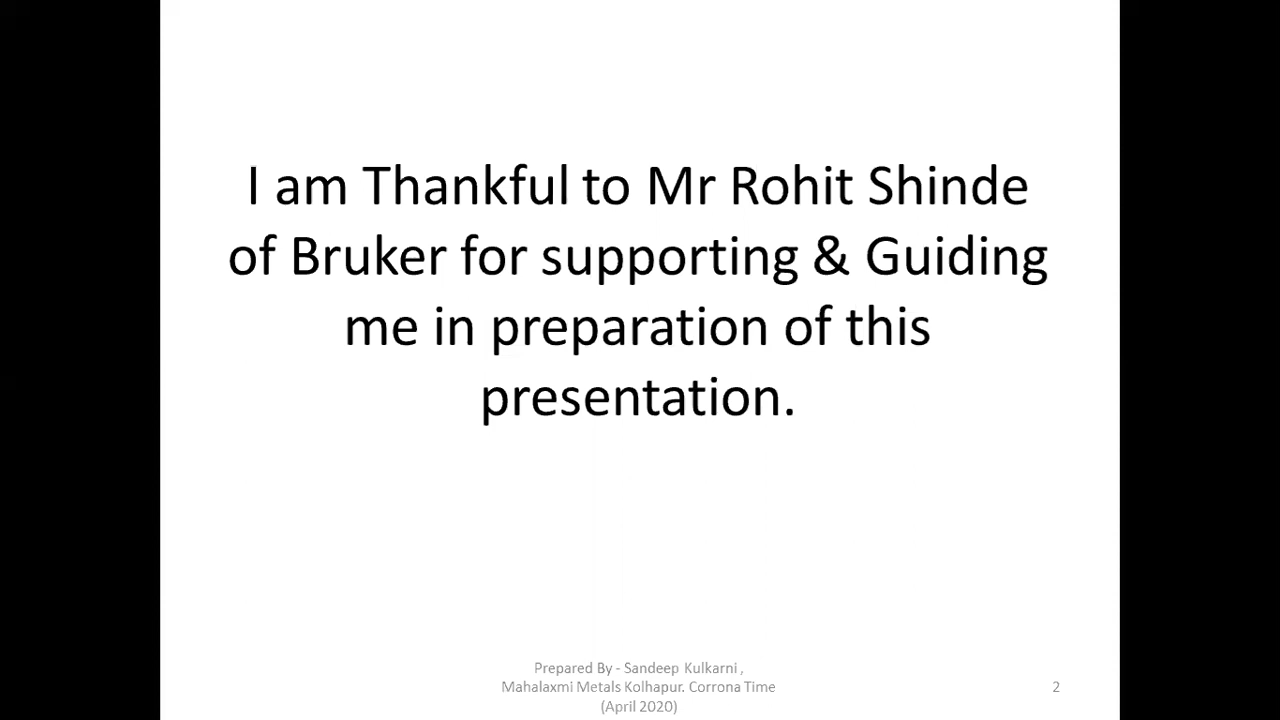 I am Thankful to Mr Rohit Shinde
of Bruker for supporting & Guiding
me in preparation of this
presentation.
Prepared By - Sandeep Kulkarni ,
Mahalaxmi Metals Kolhapur. Corrona Time
(April 2020)
2